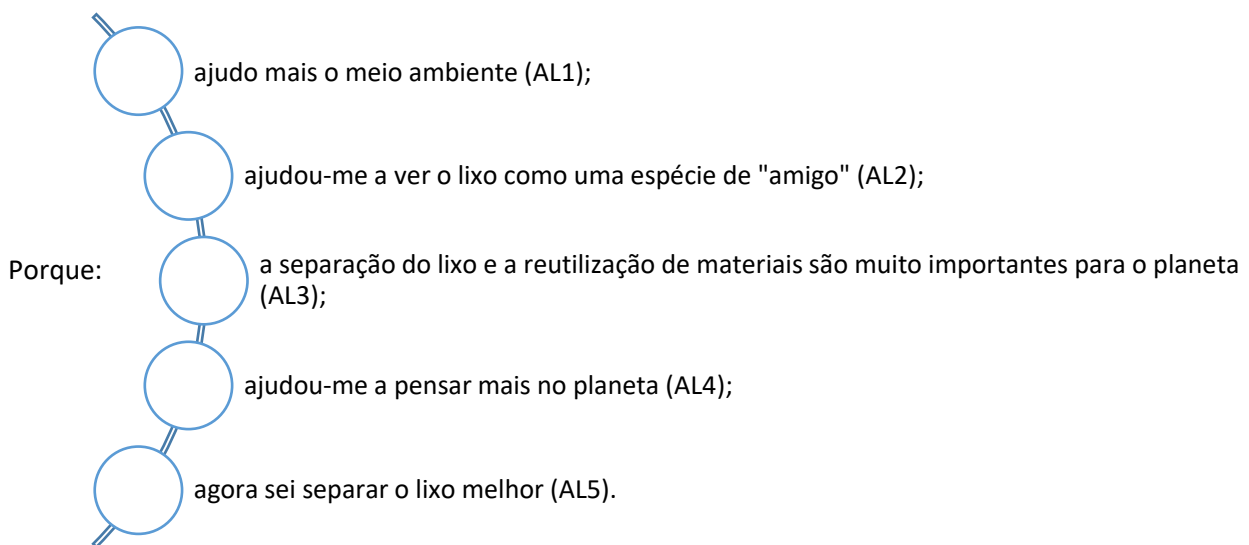 ajudo mais o meio ambiente (AL1);
ajudou-me a ver o lixo como uma espécie de "amigo" (AL2);
Porque:
a separação do lixo e a reutilização de materiais são muito importantes para o planeta
(AL3);
ajudou-me a pensar mais no planeta (AL4);
agora sei separar o lixo melhor (AL5).